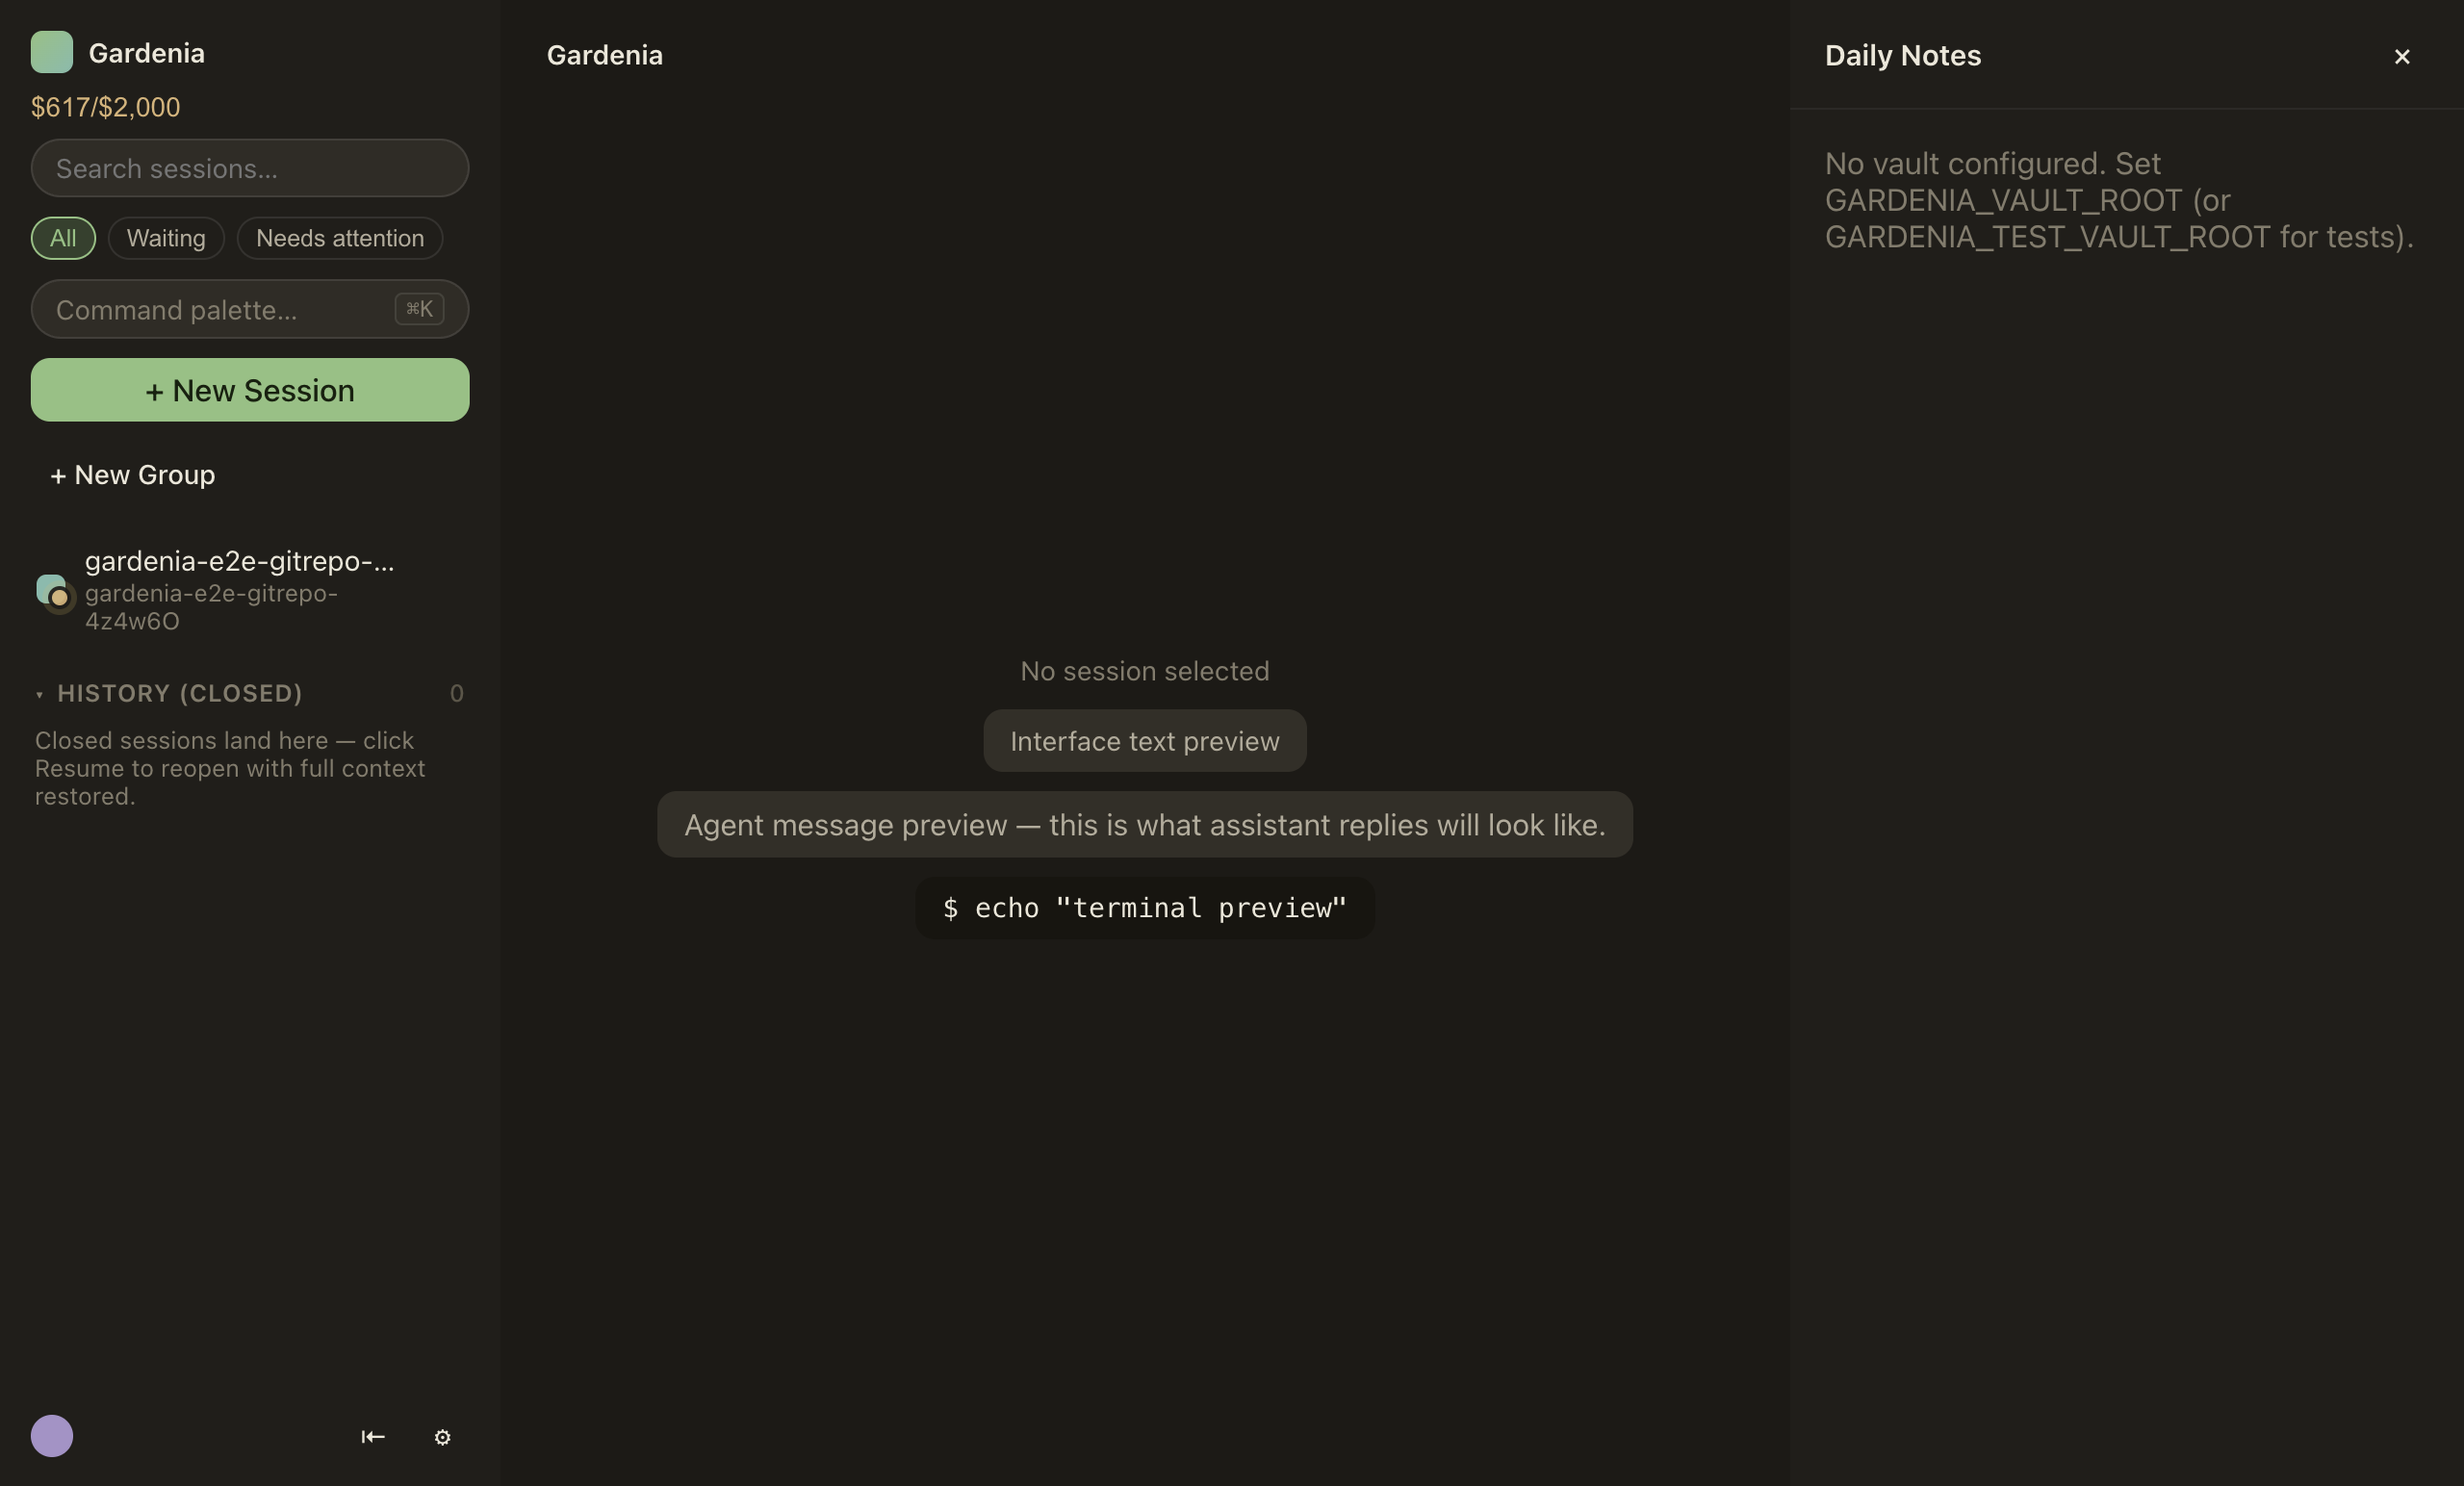 Gardenia
$617/$2,000
Search sessions...
All
Waiting
Needs attention
Command palette...
⌘K
+ New Session
+ New Group
gardenia-e2e-gitrepo-...
gardenia-e2e-gitrepo-
4z4w6O
▾ HISTORY (CLOSED) 0
Closed sessions land here — click
Resume to reopen with full context
restored.
Gardenia
No session selected
Interface text preview
Agent message preview — this is what assistant replies will look like.
$ echo "terminal preview"
Daily Notes
×
No vault configured. Set
GARDENIA_VAULT_ROOT (or
GARDENIA_TEST_VAULT_ROOT for tests).